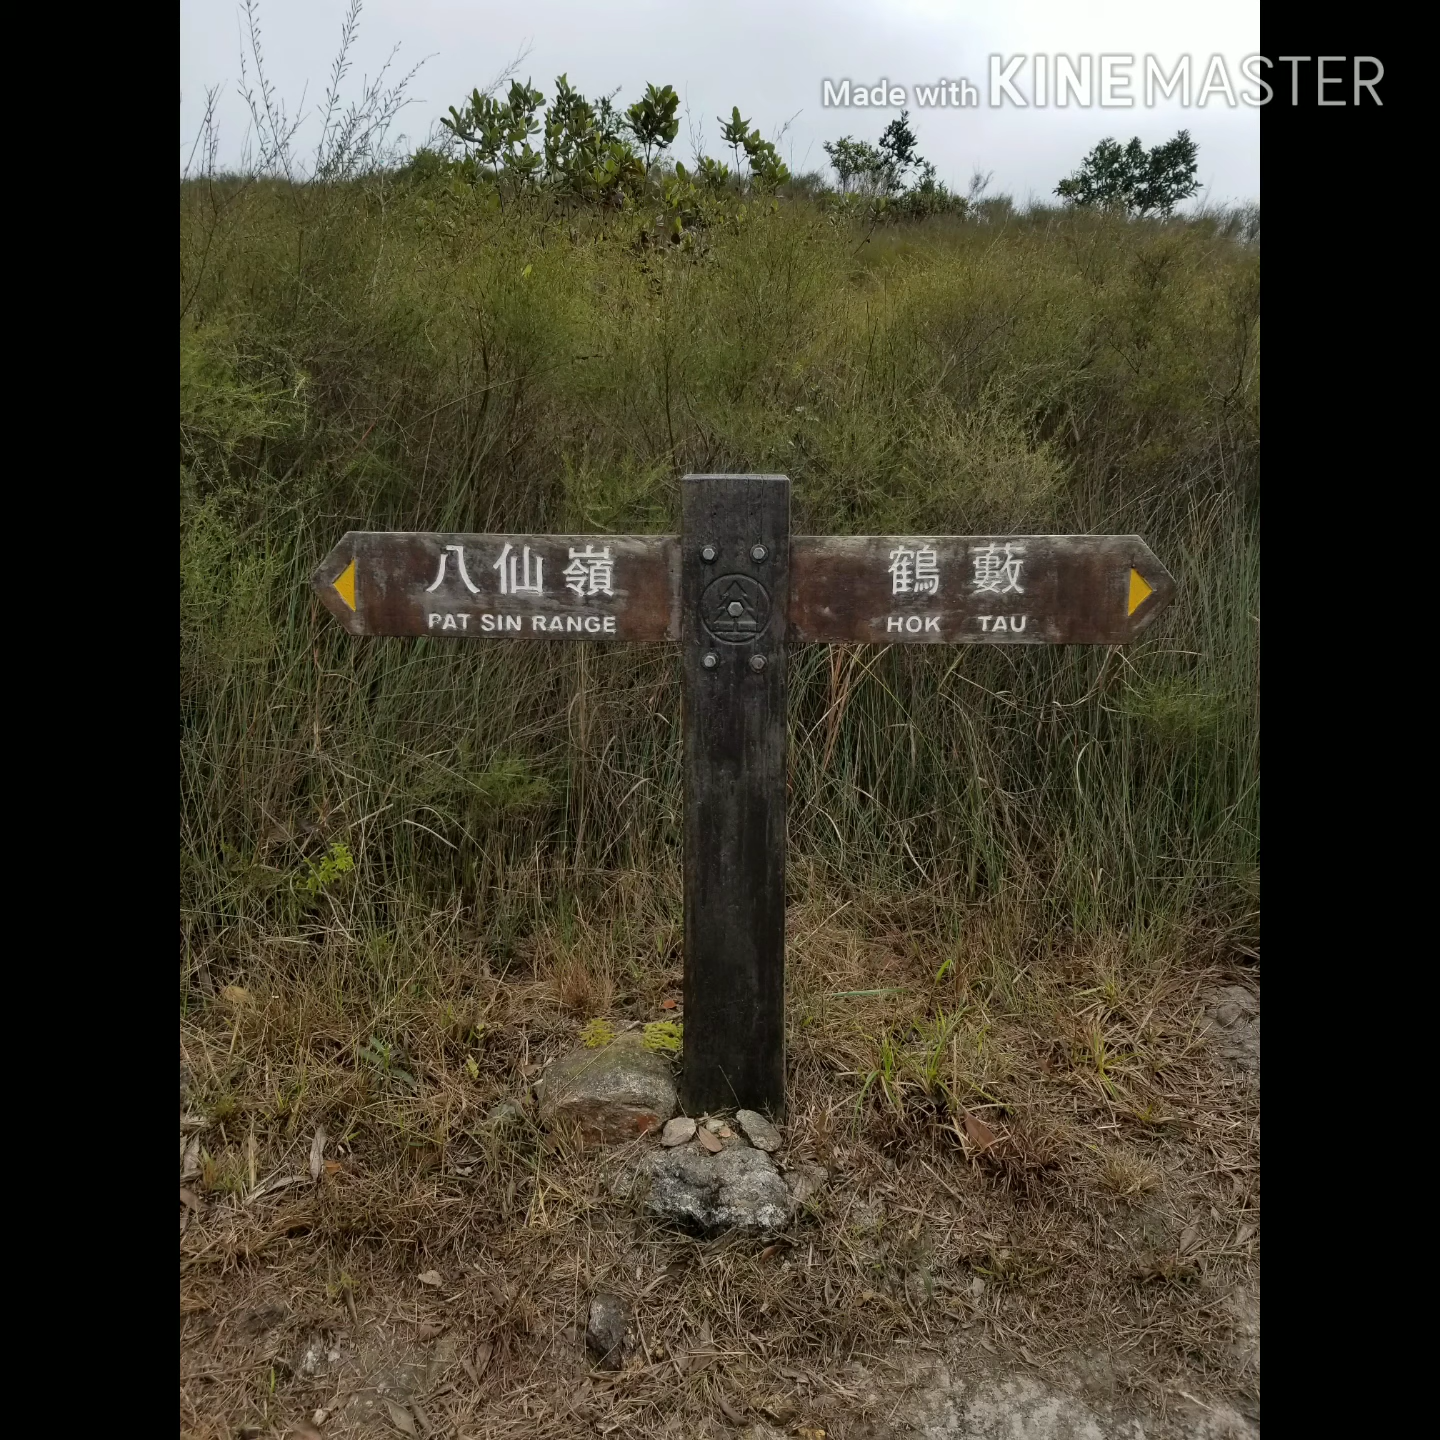 Made with KINEMASTER
八仙嶺
PAT SIN RANGE
鶴藪
HOK TAU